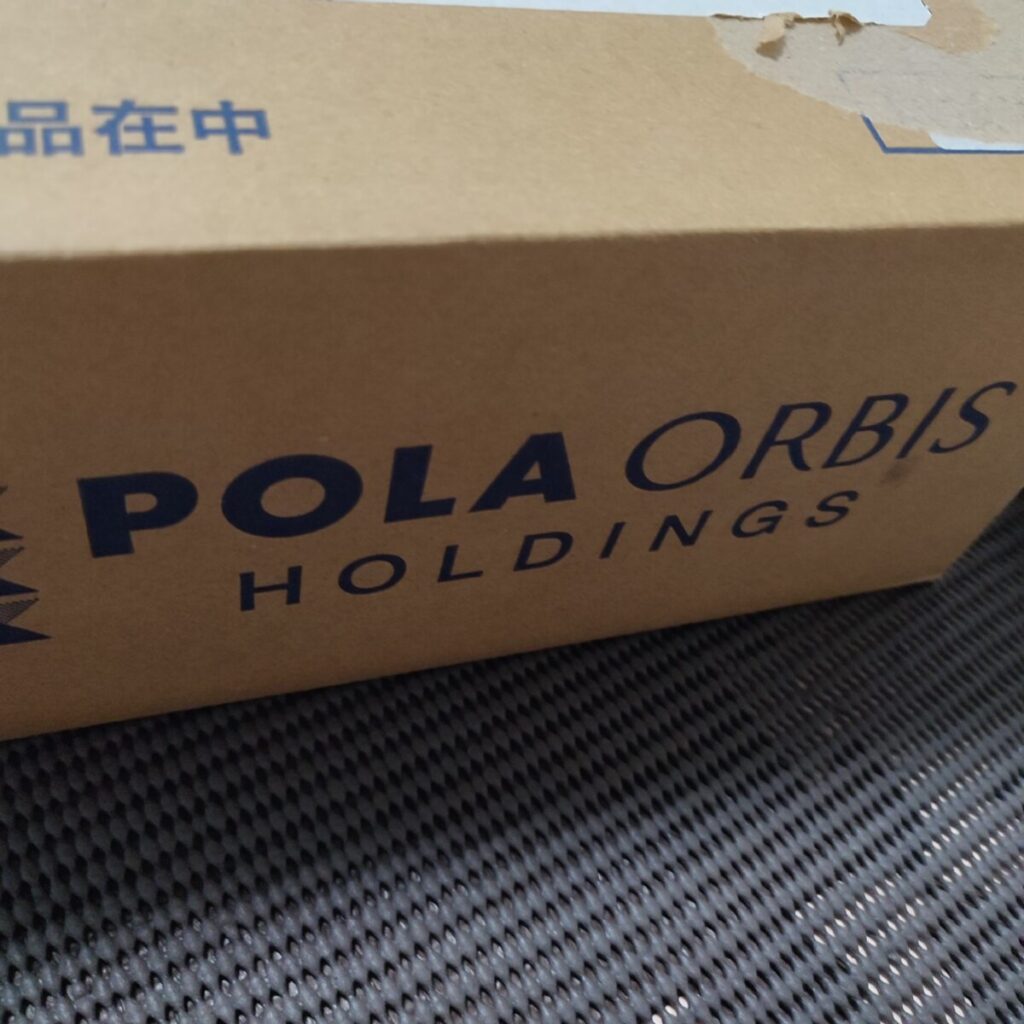 品在中
POLA ORBIS
HOLDINGS